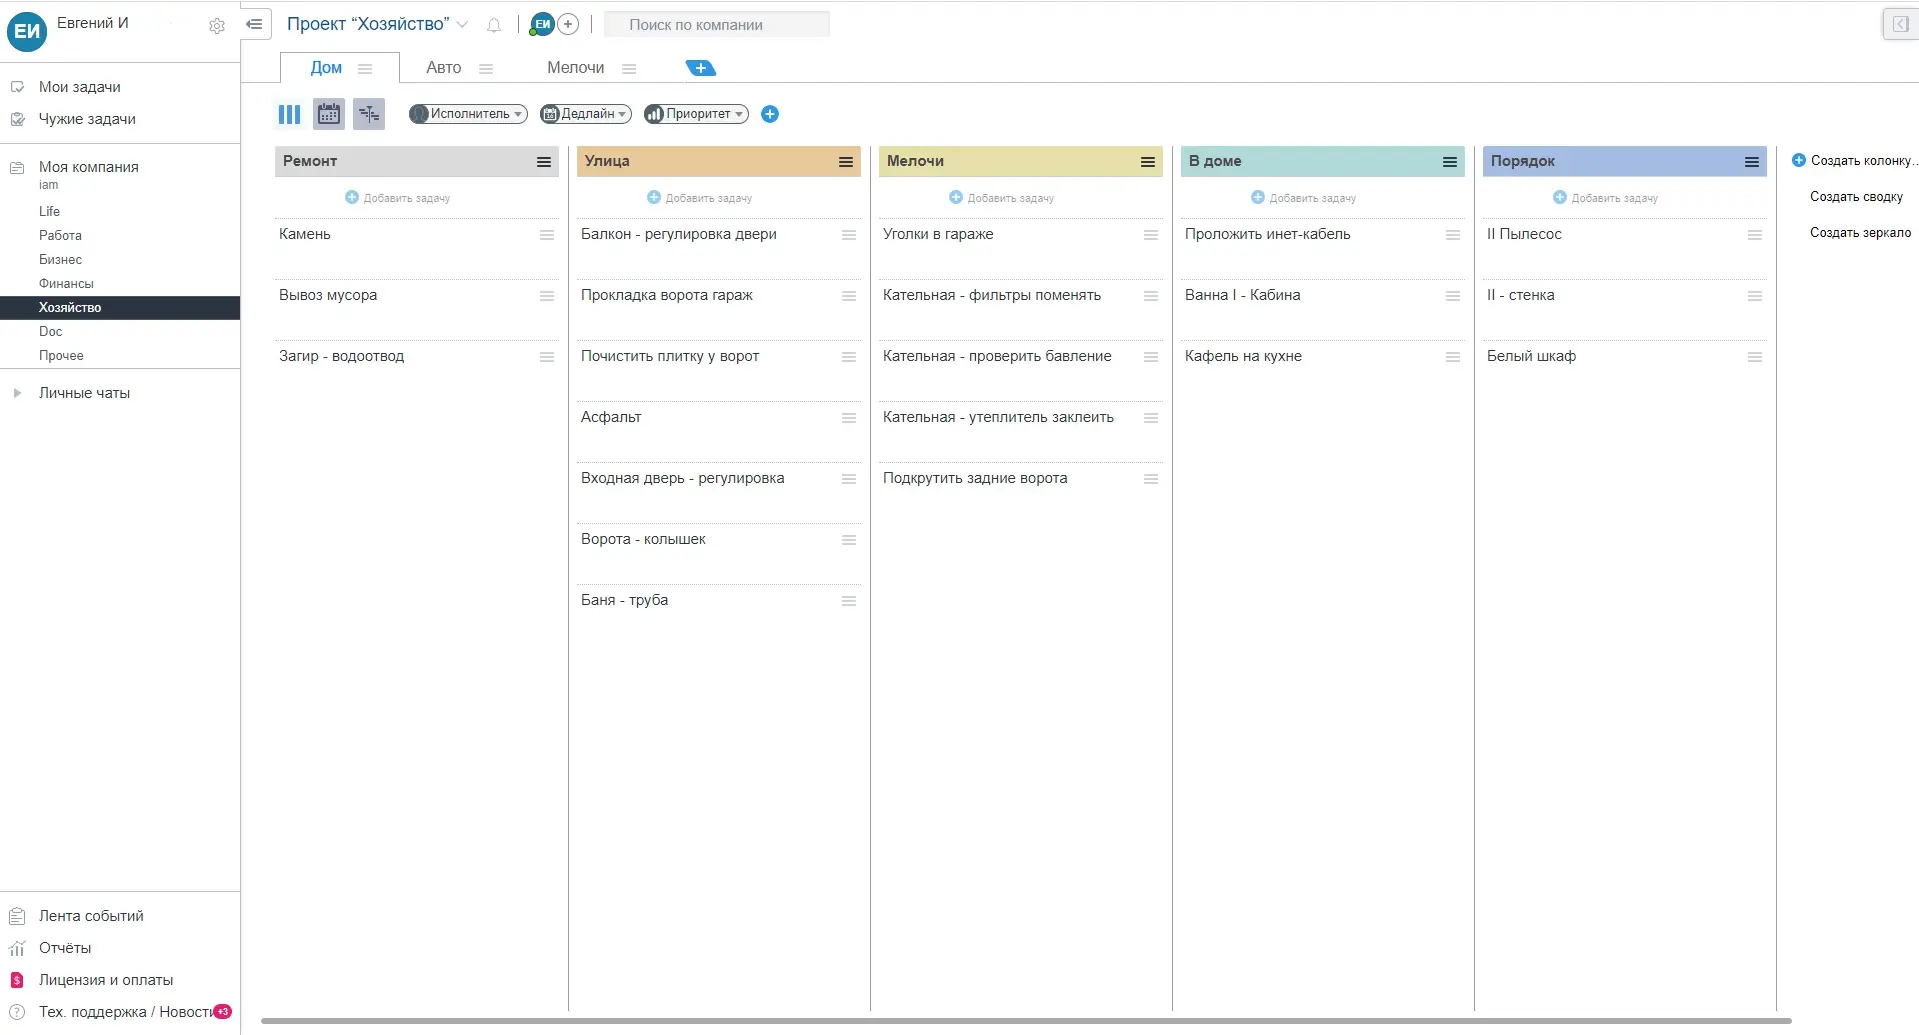 ЕИ
Евгений И
Мои задачи
Чужие задачи
Моя компания
iam
Life
Работа
Бизнес
Финансы
Хозяйство
Doc
Прочее
Личные чаты
Лента событий
Отчёты
Лицензия и оплаты
Тех. поддержка / Новости
+3
Проект “Хозяйство”
ЕИ
Поиск по компании
Дом
Авто
Мелочи
Исполнитель
Дедлайн
Приоритет
Ремонт
Добавить задачу
Камень
Вывоз мусора
Загир - водоотвод
Улица
Добавить задачу
Балкон - регулировка двери
Прокладка ворота гараж
Почистить плитку у ворот
Асфальт
Входная дверь - регулировка
Ворота - колышек
Баня - труба
Мелочи
Добавить задачу
Уголки в гараже
Кательная - фильтры поменять
Кательная - проверить бавление
Кательная - утеплитель заклеить
Подкрутить задние ворота
В доме
Добавить задачу
Проложить инет-кабель
Ванна I - Кабина
Кафель на кухне
Порядок
Добавить задачу
II Пылесос
II - стенка
Белый шкаф
Создать колонку...
Создать сводку
Создать зеркало